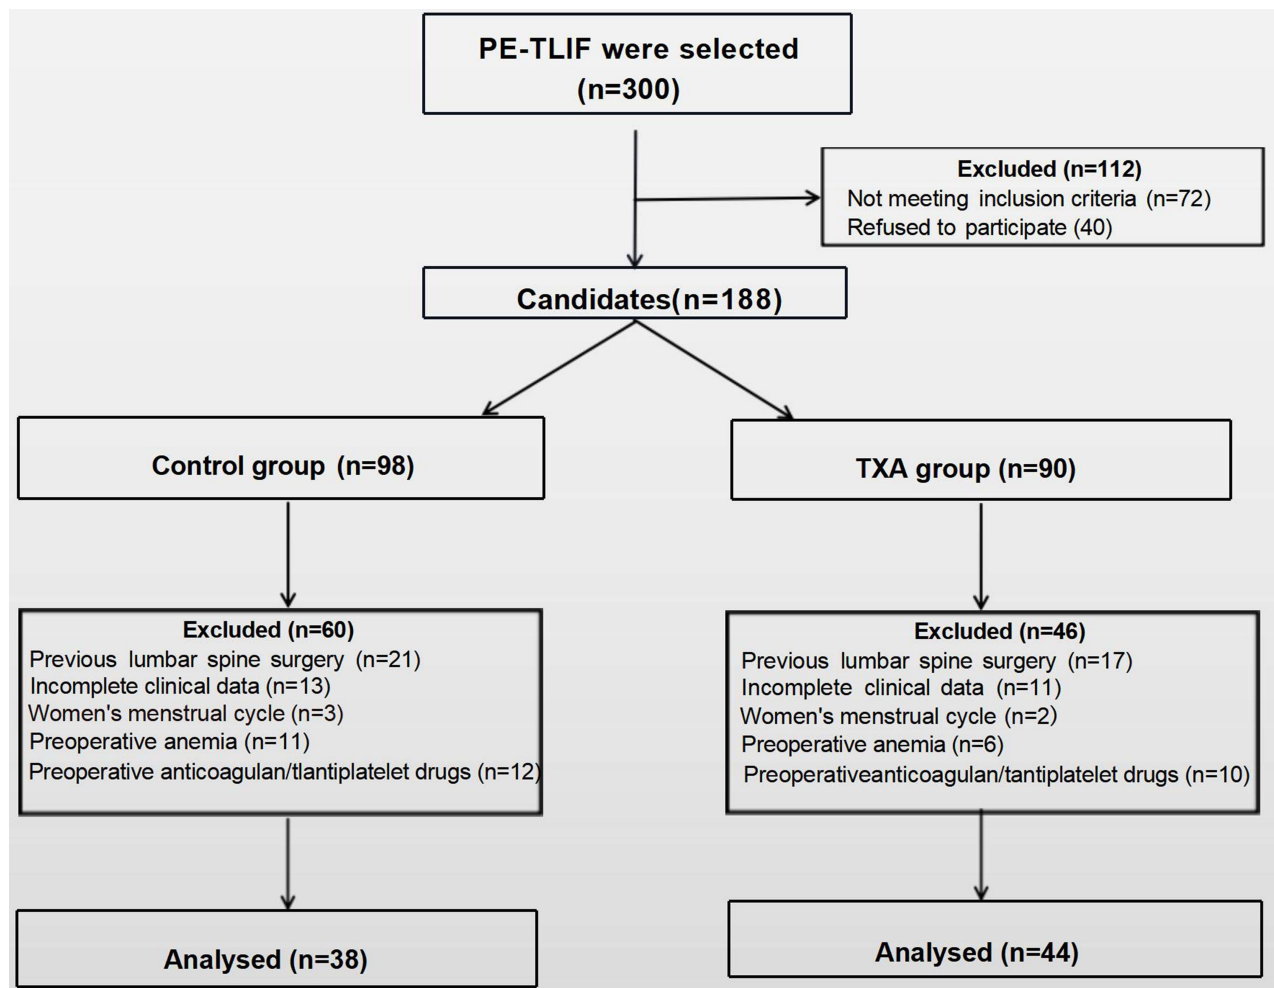 PE-TLIF were selected
(n=300)
Excluded (n=112)
Not meeting inclusion criteria (n=72)
Refused to participate (40)
Candidates(n=188)
Control group (n=98)
TXA group (n=90)
Excluded (n=60)
Previous lumbar spine surgery (n=21)
Incomplete clinical data (n=13)
Women's menstrual cycle (n=3)
Preoperative anemia (n=11)
Preoperative anticoagulan/tlantiplatelet drugs (n=12)
Excluded (n=46)
Previous lumbar spine surgery (n=17)
Incomplete clinical data (n=11)
Women's menstrual cycle (n=2)
Preoperative anemia (n=6)
Preoperativeanticoagulan/tantiplatelet drugs (n=10)
Analysed (n=38)
Analysed (n=44)